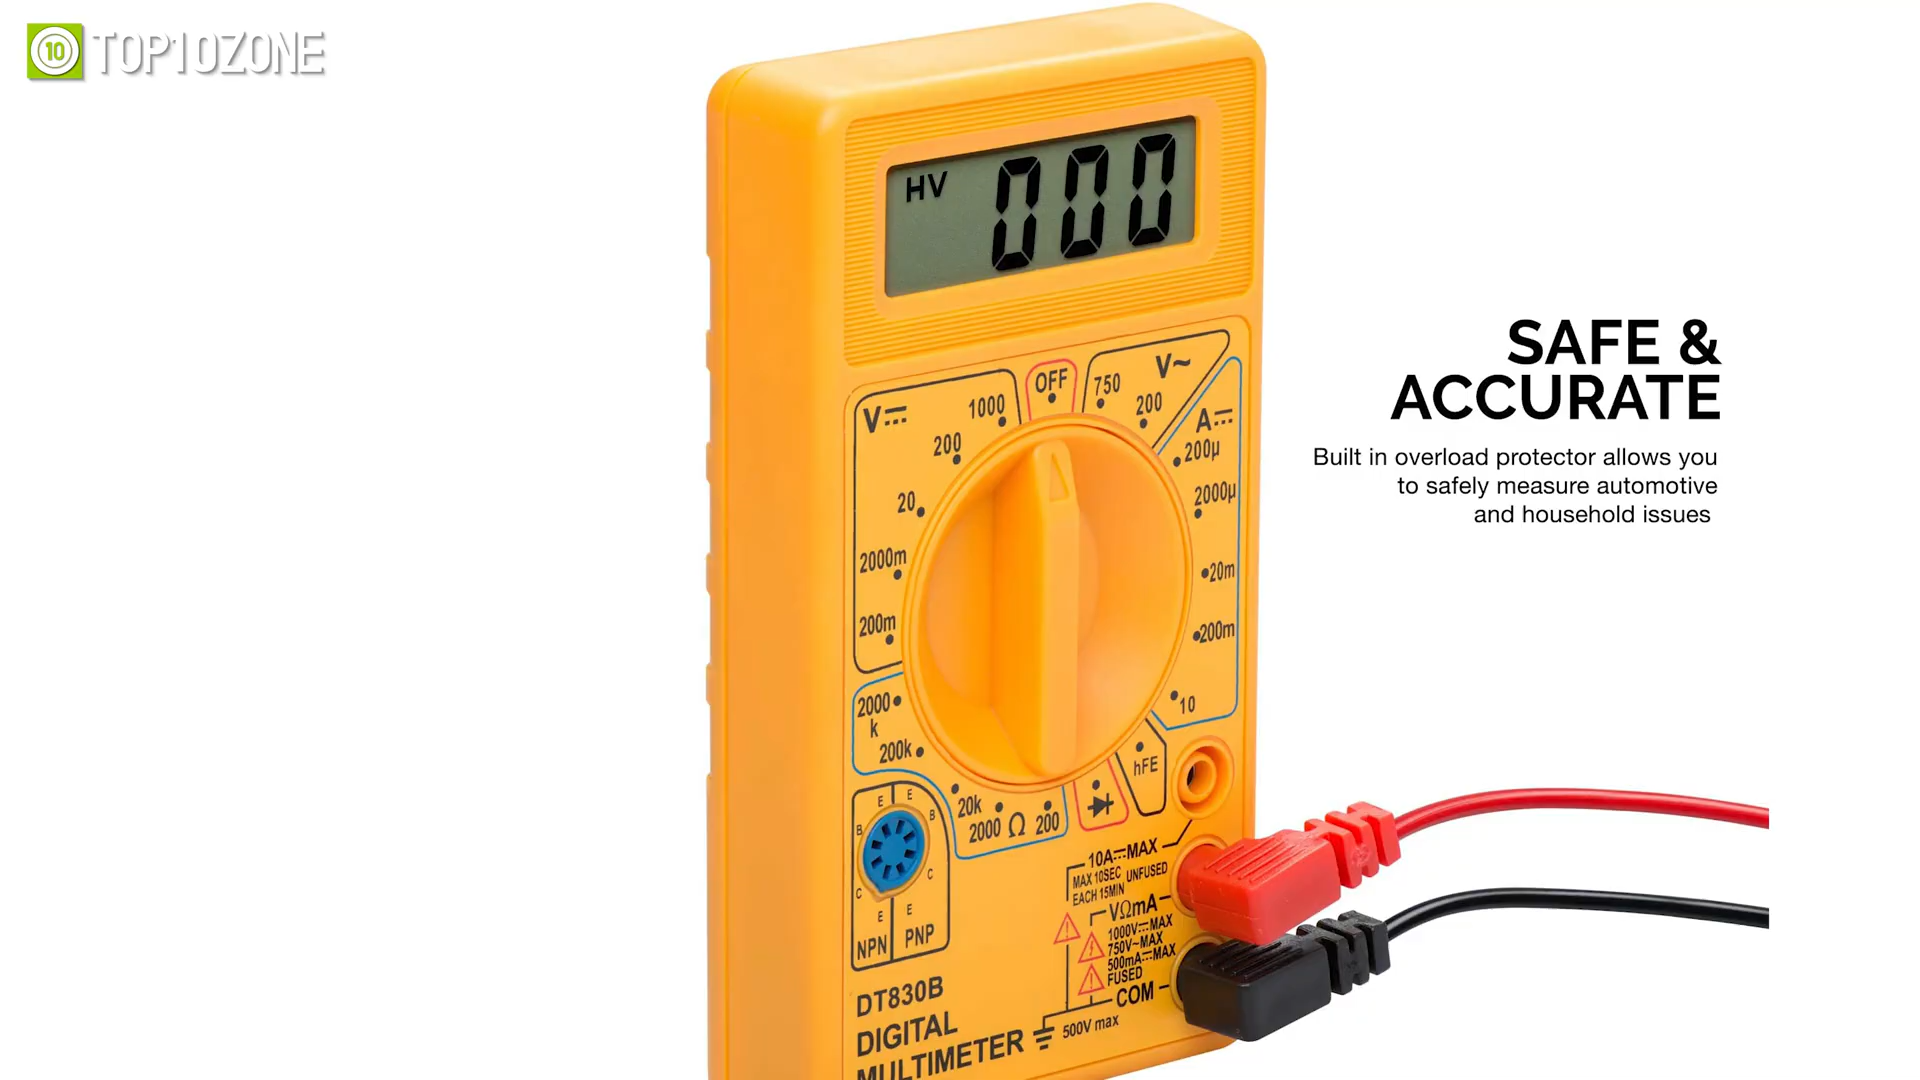 10 TOP10ZONE
HV 000
SAFE &
ACCURATE
Built in overload protector allows you
to safely measure automotive
and household issues
OFF
V⎓ 1000
200
20
2000m
200m
750 V~
200
A⎓
200µ
2000µ
20m
200m
10
2000
k
200k
20k
2000 Ω 200
hFE
E E
B B
C C
E E
NPN PNP
10A⎓MAX
MAX 10SEC UNFUSED
EACH 15MIN
VΩmA
1000V⎓MAX
750V~MAX
500mA⎓MAX
FUSED
COM
500V max
DT830B
DIGITAL
MULTIMETER